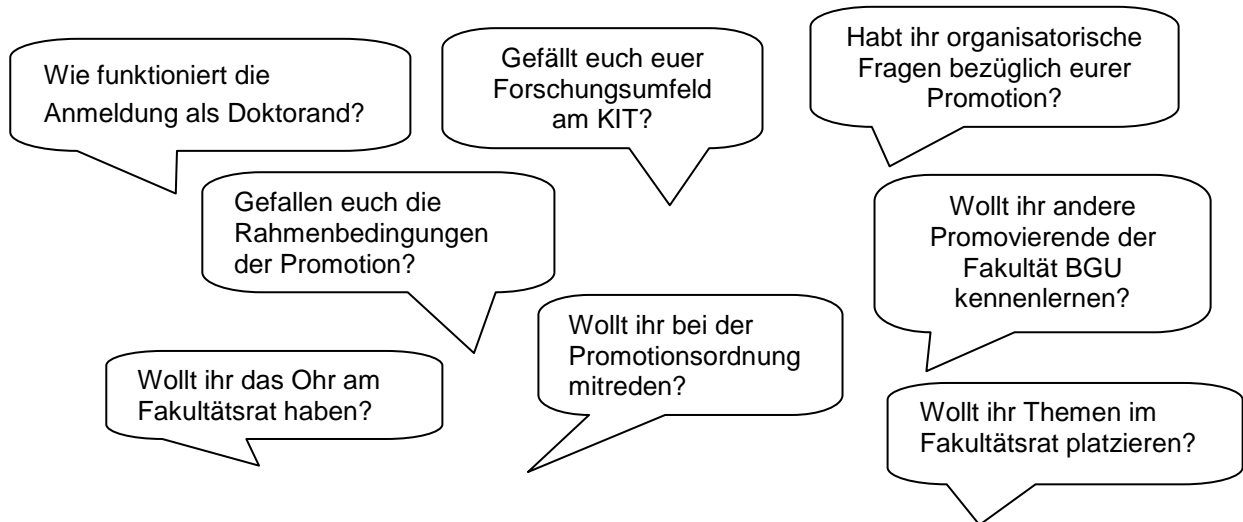 Wie funktioniert die
Anmeldung als Doktorand?
Gefällt euch euer
Forschungsumfeld
am KIT?
Habt ihr organisatorische
Fragen bezüglich eurer
Promotion?
Gefallen euch die
Rahmenbedingungen
der Promotion?
Wollt ihr andere
Promovierende der
Fakultät BGU
kennenlernen?
Wollt ihr das Ohr am
Fakultätsrat haben?
Wollt ihr bei der
Promotionsordnung
mitreden?
Wollt ihr Themen im
Fakultätsrat platzieren?